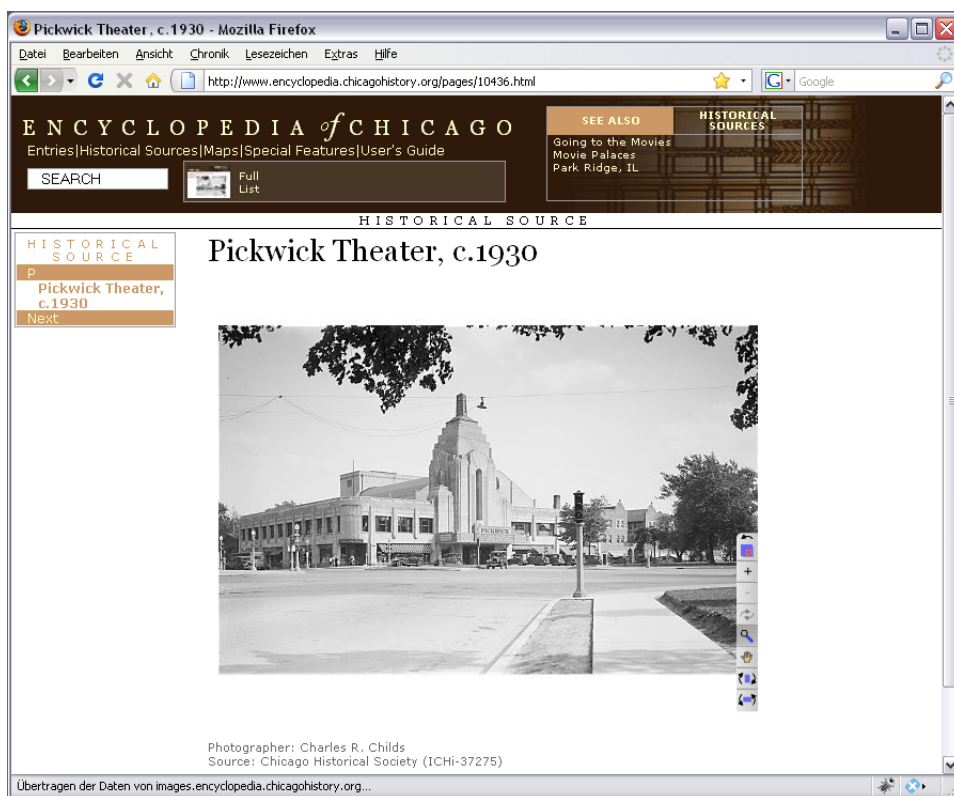 Pickwick Theater, c.1930 - Mozilla Firefox
Datei Bearbeiten Ansicht Chronik Lesezeichen Extras Hilfe
http://www.encyclopedia.chicagohistory.org/pages/10436.html
G Google
ENCYCLOPEDIA of CHICAGO
Entries|Historical Sources|Maps|Special Features|User's Guide
SEARCH
Full
List
SEE ALSO
HISTORICAL
SOURCES
Going to the Movies
Movie Palaces
Park Ridge, IL
HISTORICAL SOURCE
HISTORICAL
SOURCE
P
Pickwick Theater,
c.1930
Next
Pickwick Theater, c.1930
PICKWICK
Photographer: Charles R. Childs
Source: Chicago Historical Society (ICHi-37275)
Übertragen der Daten von images.encyclopedia.chicagohistory.org...